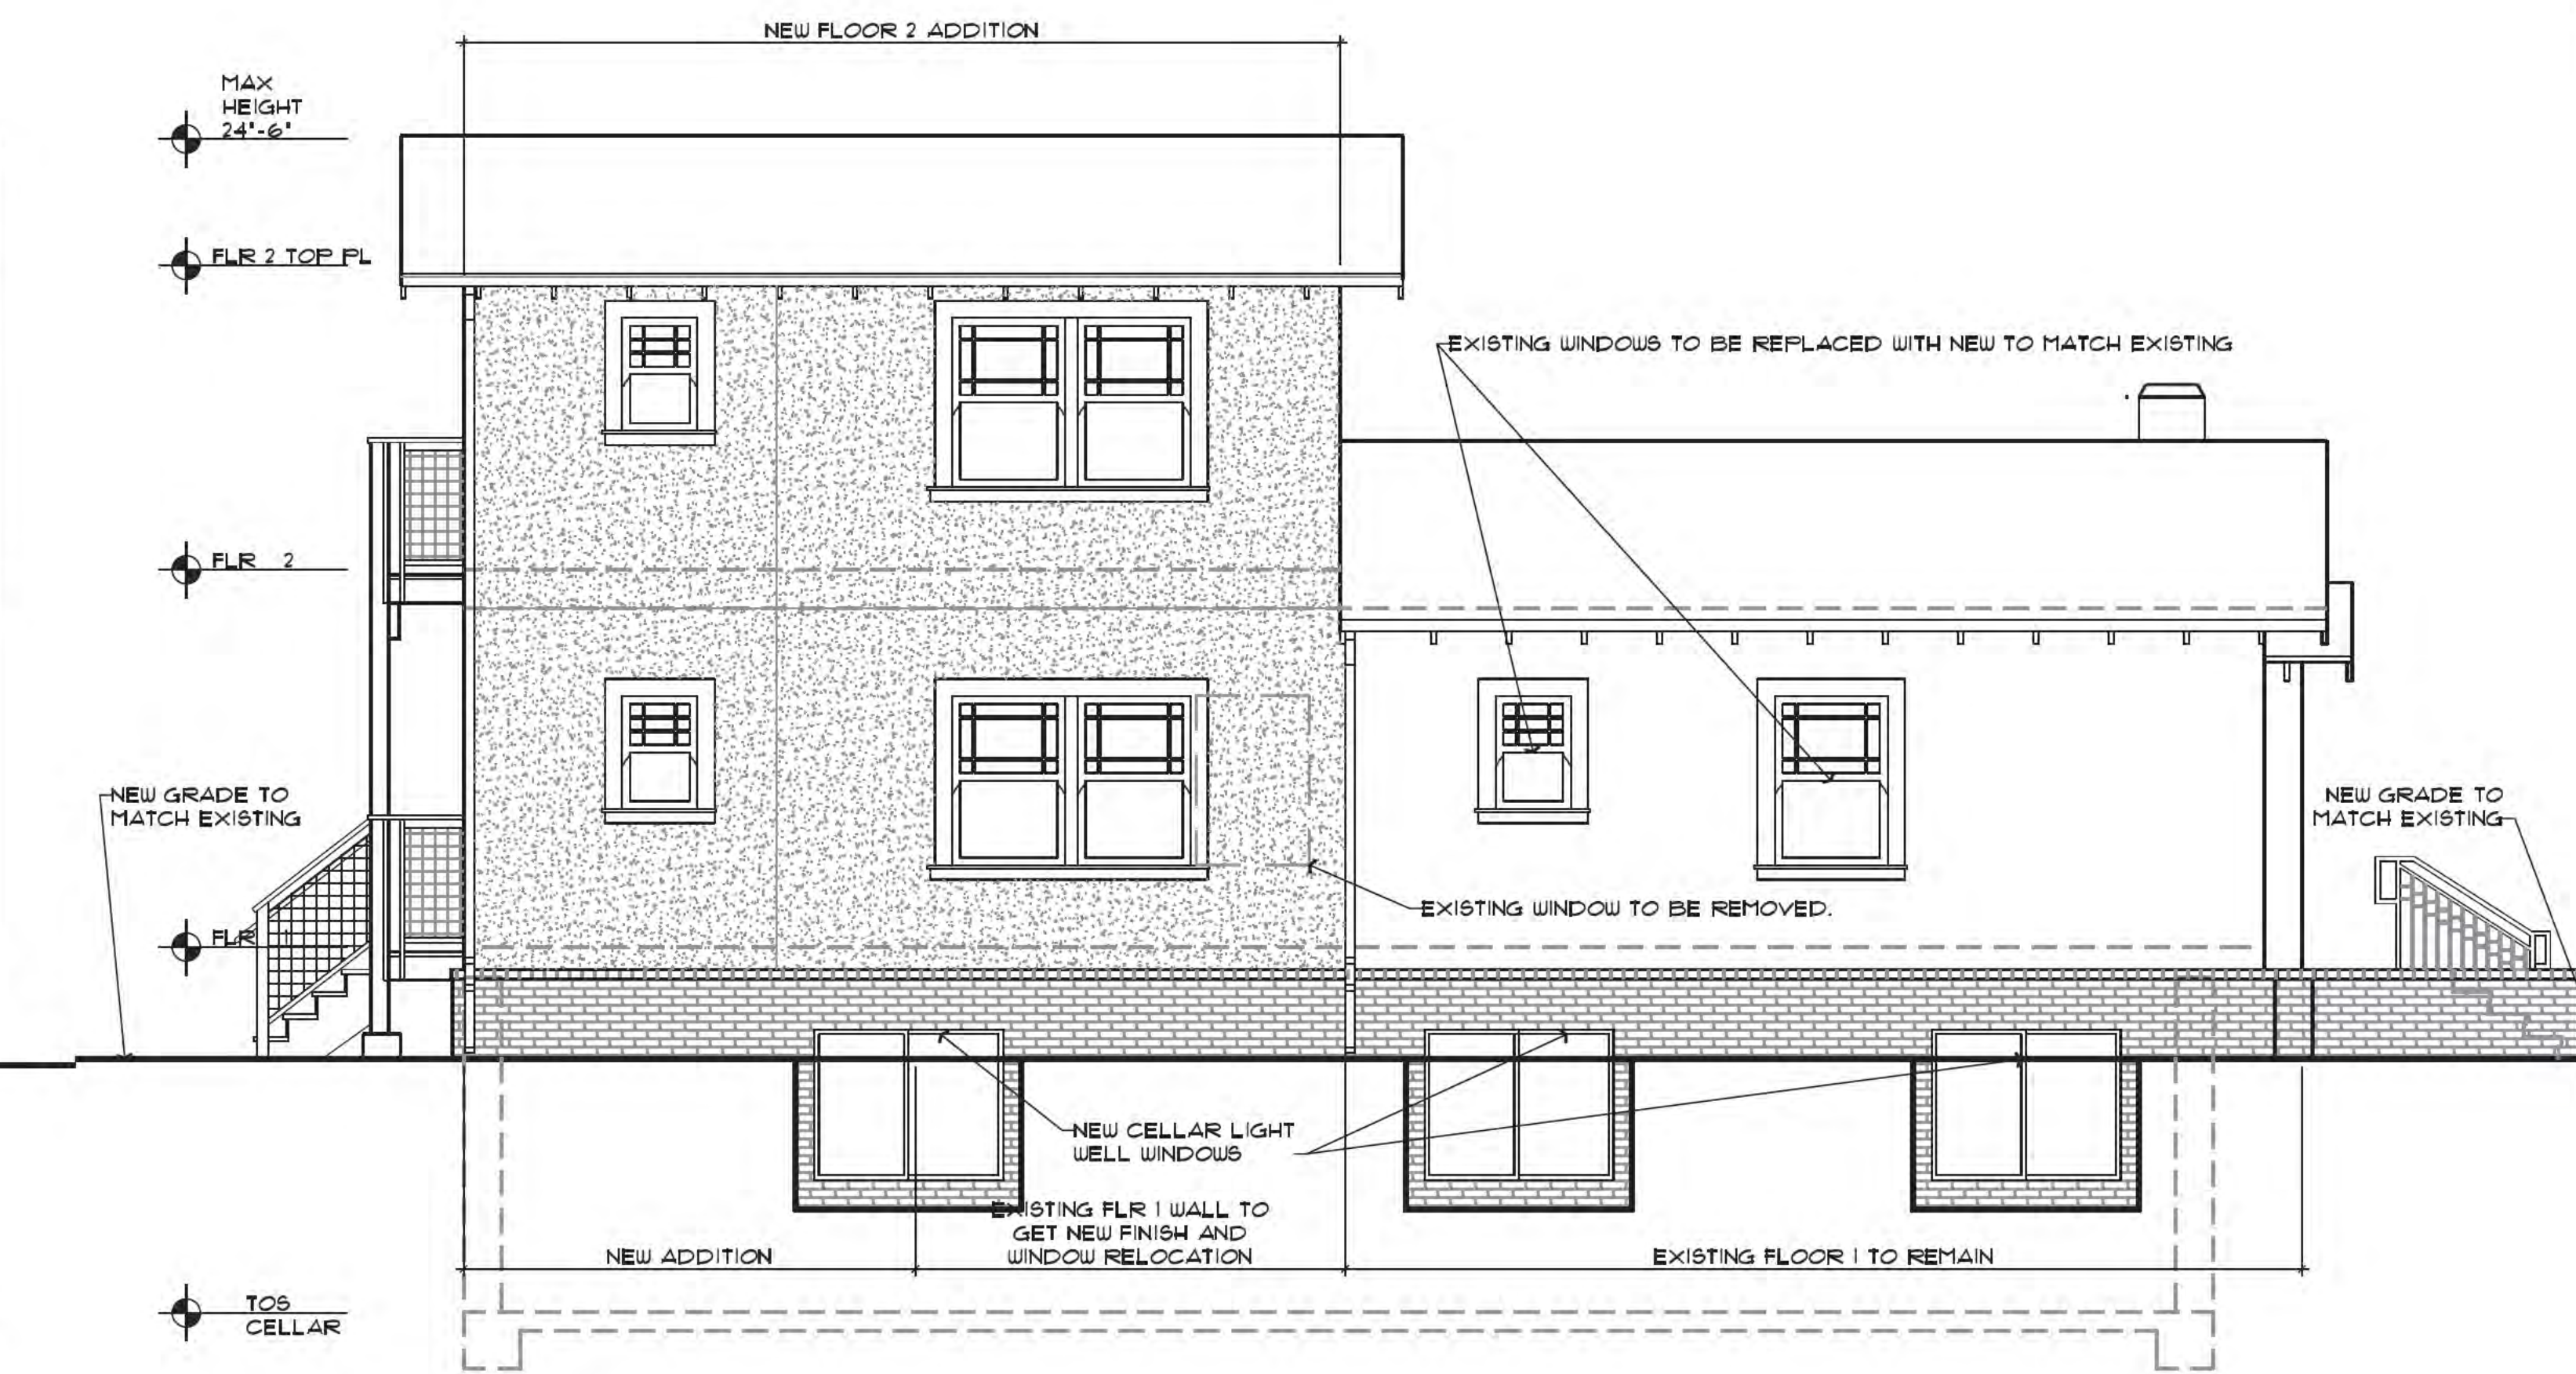 NEW FLOOR 2 ADDITION
MAX
HEIGHT
24'-6"
FLR 2 TOP PL
EXISTING WINDOWS TO BE REPLACED WITH NEW TO MATCH EXISTING
FLR 2
NEW GRADE TO
MATCH EXISTING
NEW GRADE TO
MATCH EXISTING
EXISTING WINDOW TO BE REMOVED.
FLR 1
NEW CELLAR LIGHT
WELL WINDOWS
EXISTING FLR 1 WALL TO
GET NEW FINISH AND
WINDOW RELOCATION
NEW ADDITION
EXISTING FLOOR 1 TO REMAIN
TOS
CELLAR